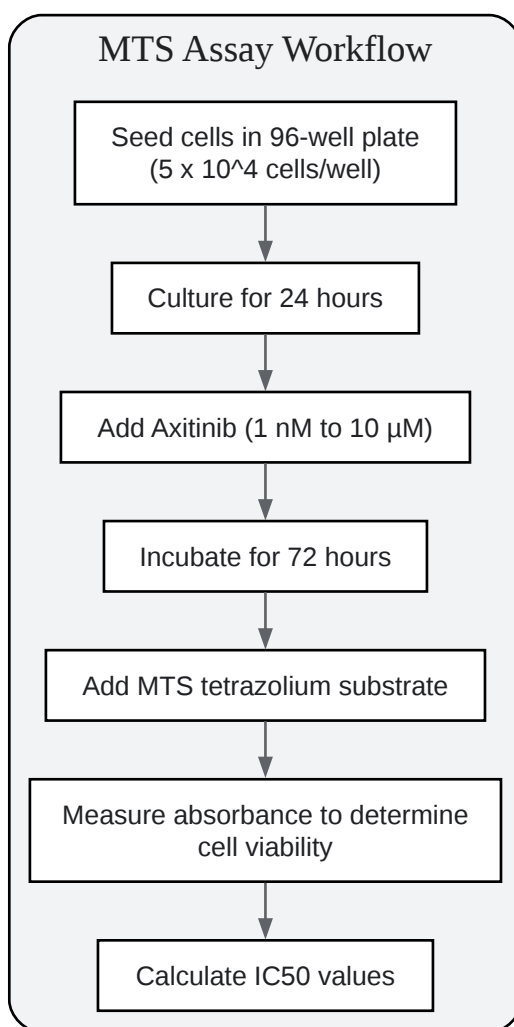 MTS Assay Workflow
Seed cells in 96-well plate
(5 x 10^4 cells/well)
Culture for 24 hours
Add Axitinib (1 nM to 10 µM)
Incubate for 72 hours
Add MTS tetrazolium substrate
Measure absorbance to determine
cell viability
Calculate IC50 values